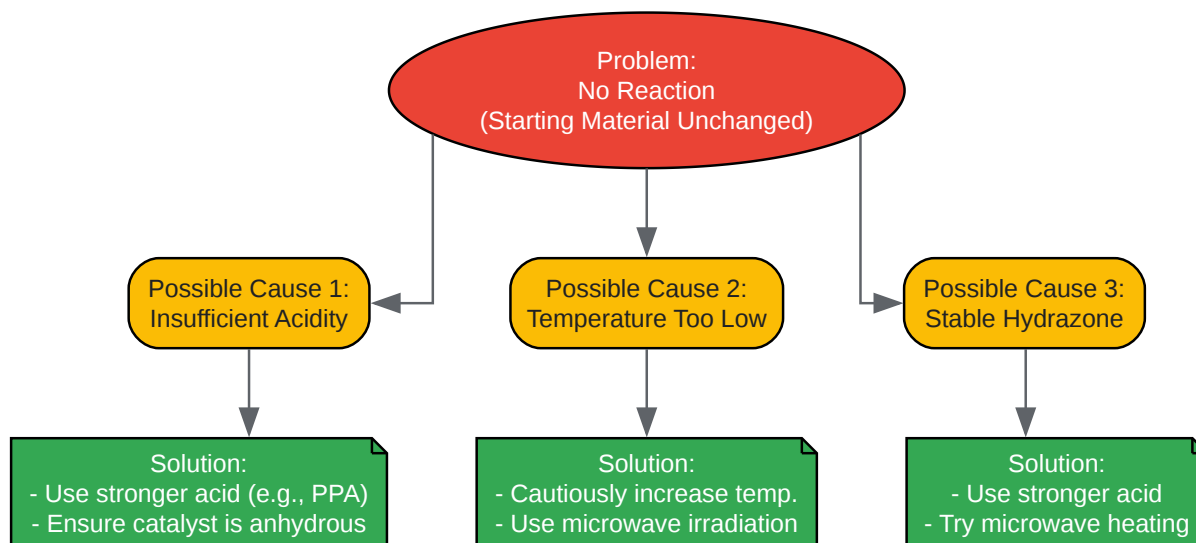 Problem:
No Reaction
(Starting Material Unchanged)
Possible Cause 1:
Insufficient Acidity
Possible Cause 2:
Temperature Too Low
Possible Cause 3:
Stable Hydrazone
Solution:
- Use stronger acid (e.g., PPA)
- Ensure catalyst is anhydrous
Solution:
- Cautiously increase temp.
- Use microwave irradiation
Solution:
- Use stronger acid
- Try microwave heating